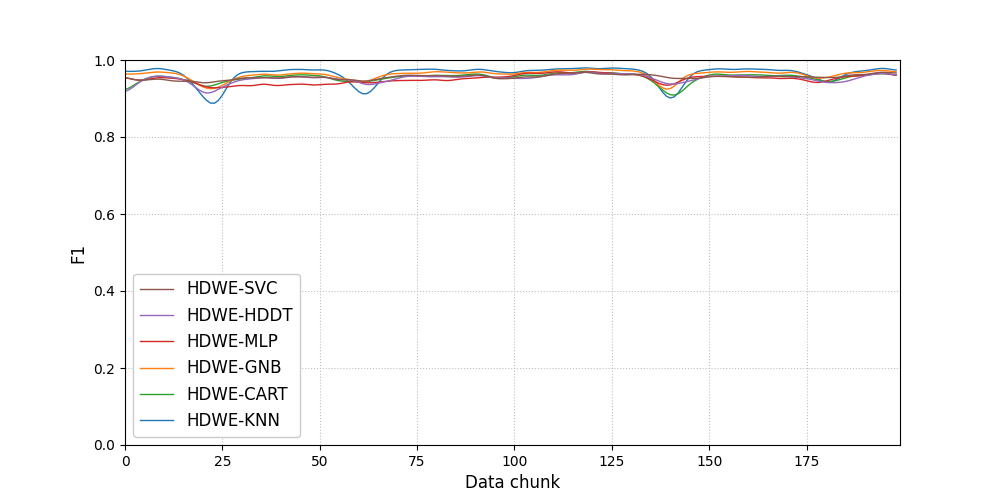 1.0
0.8
0.6
0.4
0.2
0.0
F1
HDWE-SVC
HDWE-HDDT
HDWE-MLP
HDWE-GNB
HDWE-CART
HDWE-KNN
0 25 50 75 100 125 150 175
Data chunk